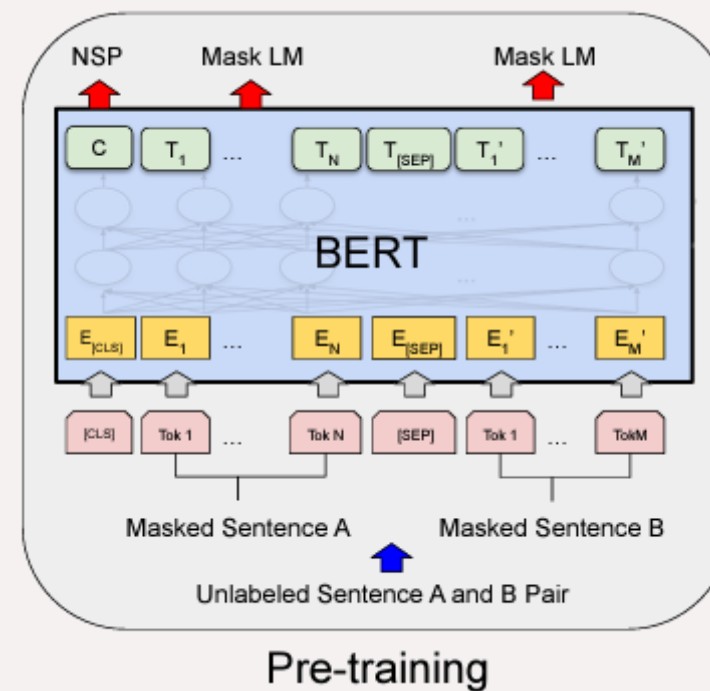 NSP Mask LM Mask LM
C T1 ... TN T[SEP] T1' ... TM'
...
BERT
...
E[CLS] E1 ... EN E[SEP] E1' ... EM'
[CLS] Tok 1 ... Tok N [SEP] Tok 1 ... TokM
Masked Sentence A Masked Sentence B
Unlabeled Sentence A and B Pair
Pre-training